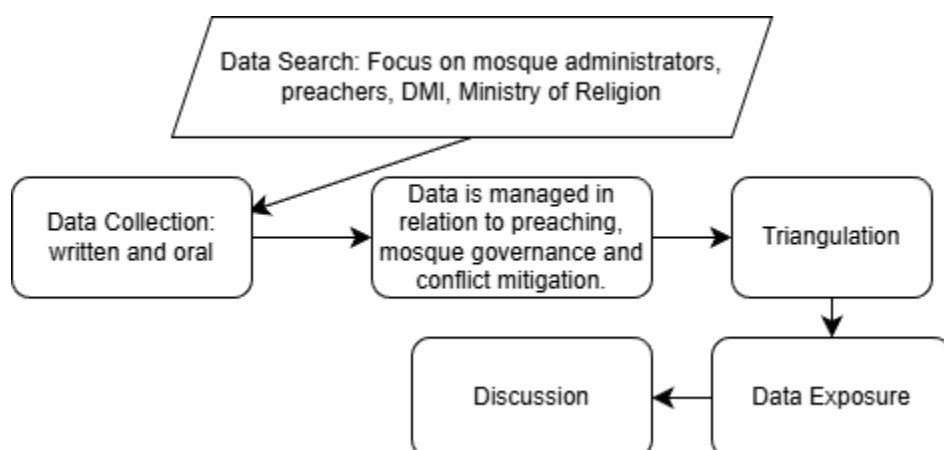 Data Search: Focus on mosque administrators,
preachers, DMI, Ministry of Religion
Data Collection:
written and oral
Data is managed in
relation to preaching,
mosque governance and
conflict mitigation.
Triangulation
Data Exposure
Discussion